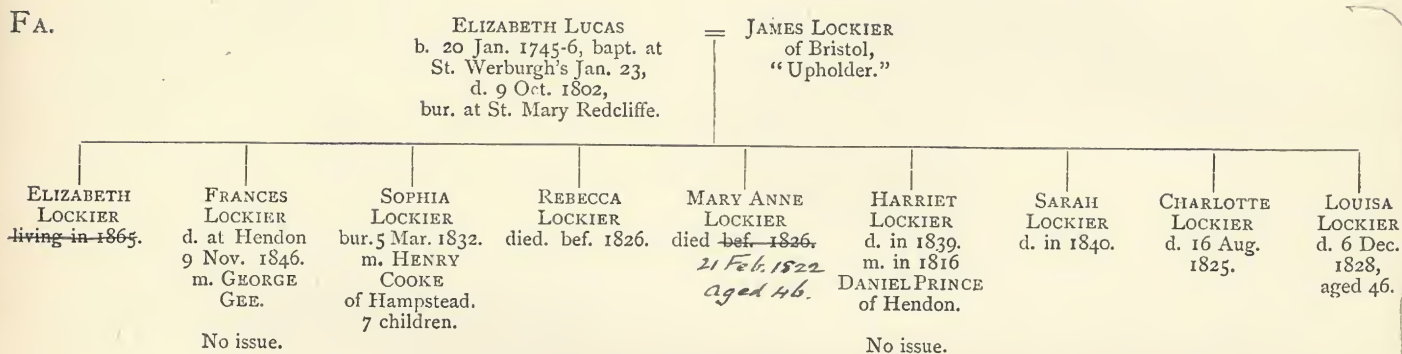 FA.
ELIZABETH LUCAS
b. 20 Jan. 1745-6, bapt. at
St. Werburgh's Jan. 23,
d. 9 Oct. 1802,
bur. at St. Mary Redcliffe.
=
JAMES LOCKIER
of Bristol,
"Upholder."
ELIZABETH
LOCKIER
living in 1865.
FRANCES
LOCKIER
d. at Hendon
9 Nov. 1846.
m. GEORGE
GEE.
No issue.
SOPHIA
LOCKIER
bur. 5 Mar. 1832.
m. HENRY
COOKE
of Hampstead.
7 children.
REBECCA
LOCKIER
died. bef. 1826.
MARY ANNE
LOCKIER
died bef. 1826.
21 Feb. 1822
aged 46.
HARRIET
LOCKIER
d. in 1839.
m. in 1816
DANIEL PRINCE
of Hendon.
No issue.
SARAH
LOCKIER
d. in 1840.
CHARLOTTE
LOCKIER
d. 16 Aug.
1825.
LOUISA
LOCKIER
d. 6 Dec.
1828,
aged 46.